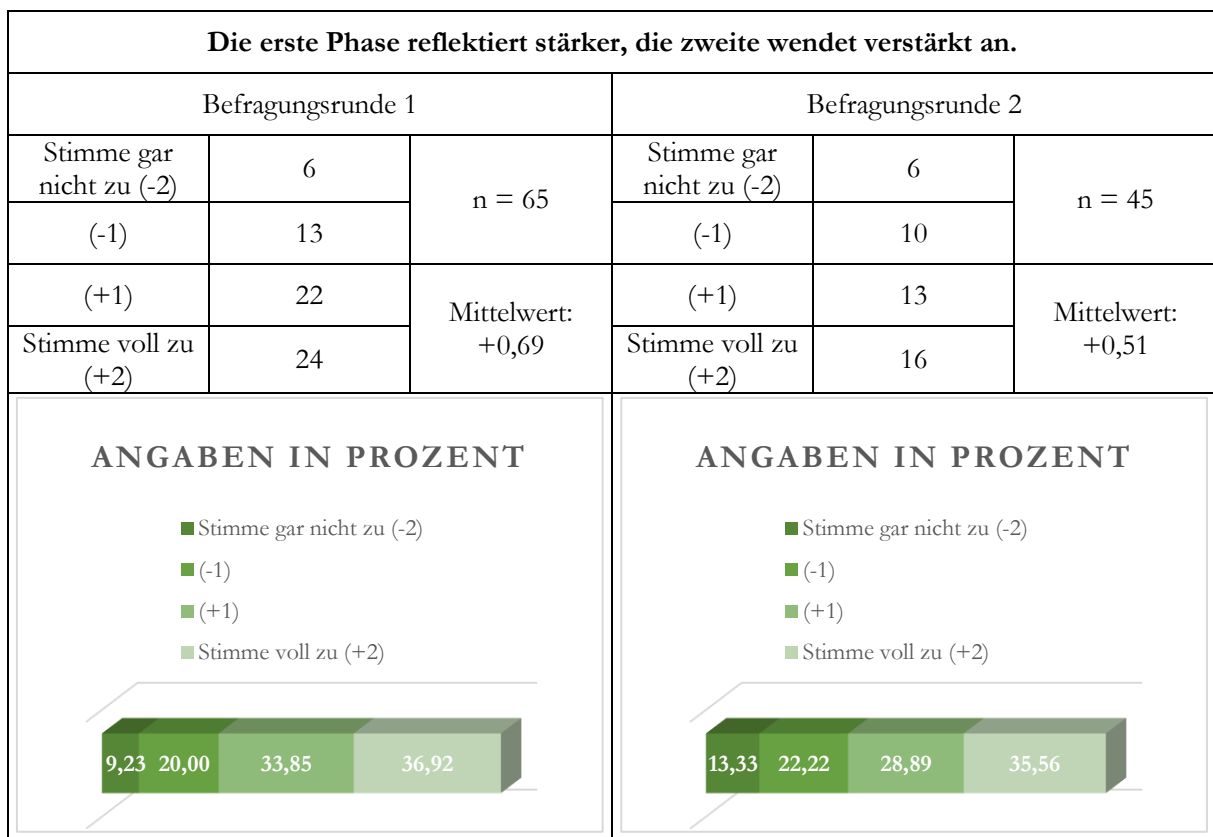 Die erste Phase reflektiert stärker, die zweite wendet verstärkt an.
Befragungsrunde 1
Stimme gar
nicht zu (-2)
6
n = 65
(-1)
13
(+1)
22
Mittelwert:
+0,69
Stimme voll zu
(+2)
24
Befragungsrunde 2
Stimme gar
nicht zu (-2)
6
n = 45
(-1)
10
(+1)
13
Mittelwert:
+0,51
Stimme voll zu
(+2)
16
ANGABEN IN PROZENT
Stimme gar nicht zu (-2)
(-1)
(+1)
Stimme voll zu (+2)
9,23 20,00 33,85 36,92
ANGABEN IN PROZENT
Stimme gar nicht zu (-2)
(-1)
(+1)
Stimme voll zu (+2)
13,33 22,22 28,89 35,56